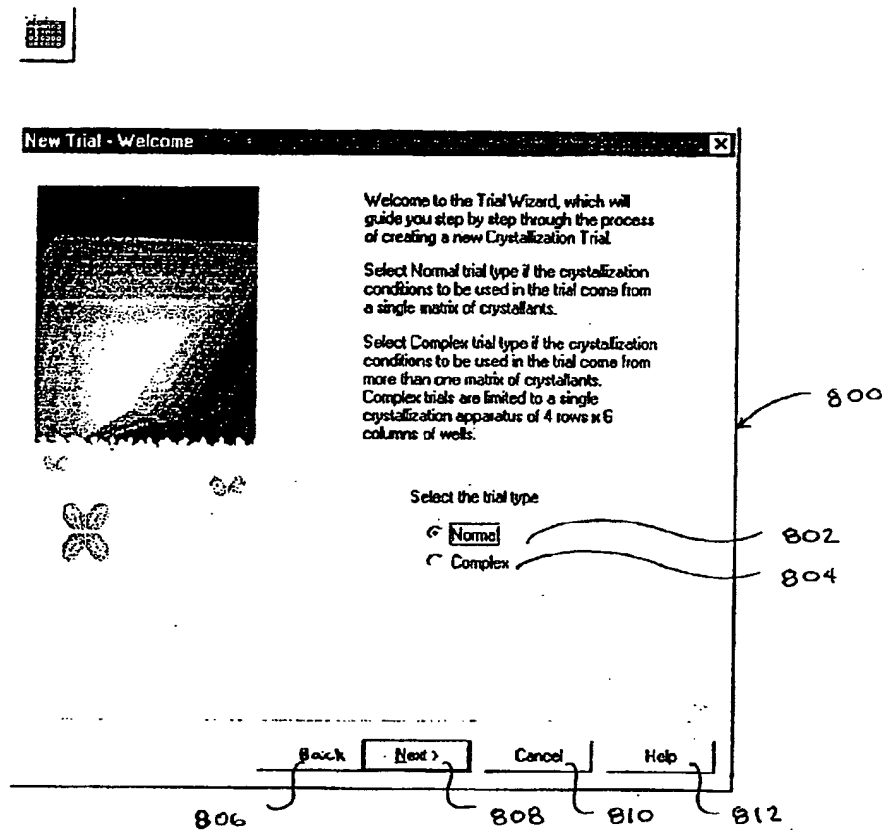 New Trial - Welcome
Welcome to the Trial Wizard, which will
guide you step by step through the process
of creating a new Crystallization Trial.
Select Normal trial type if the crystallization
conditions to be used in the trial come from
a single matrix of crystallants.
Select Complex trial type if the crystallization
conditions to be used in the trial come from
more than one matrix of crystallants.
Complex trials are limited to a single
crystallization apparatus of 4 rows x 6
columns of wells.
800
Select the trial type
Normal
802
Complex
804
Back
Next >
Cancel
Help
806
808
810
812